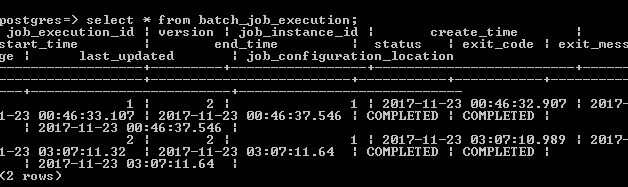 postgres=> select * from batch_job_execution;
job_execution_id | version | job_instance_id | create_time |
start_time | end_time | status | exit_code | exit_messa
ge | last_updated | job_configuration_location
------------------+---------+-----------------+-------------------------+-------
1 | 2 | 1 | 2017-11-23 00:46:32.907 | 2017-
1-23 00:46:33.107 | 2017-11-23 00:46:37.546 | COMPLETED | COMPLETED |
| 2017-11-23 00:46:37.546 |
2 | 2 | 1 | 2017-11-23 03:07:10.989 | 2017-
1-23 03:07:11.32 | 2017-11-23 03:07:11.64 | COMPLETED | COMPLETED |
| 2017-11-23 03:07:11.64 |
(2 rows)